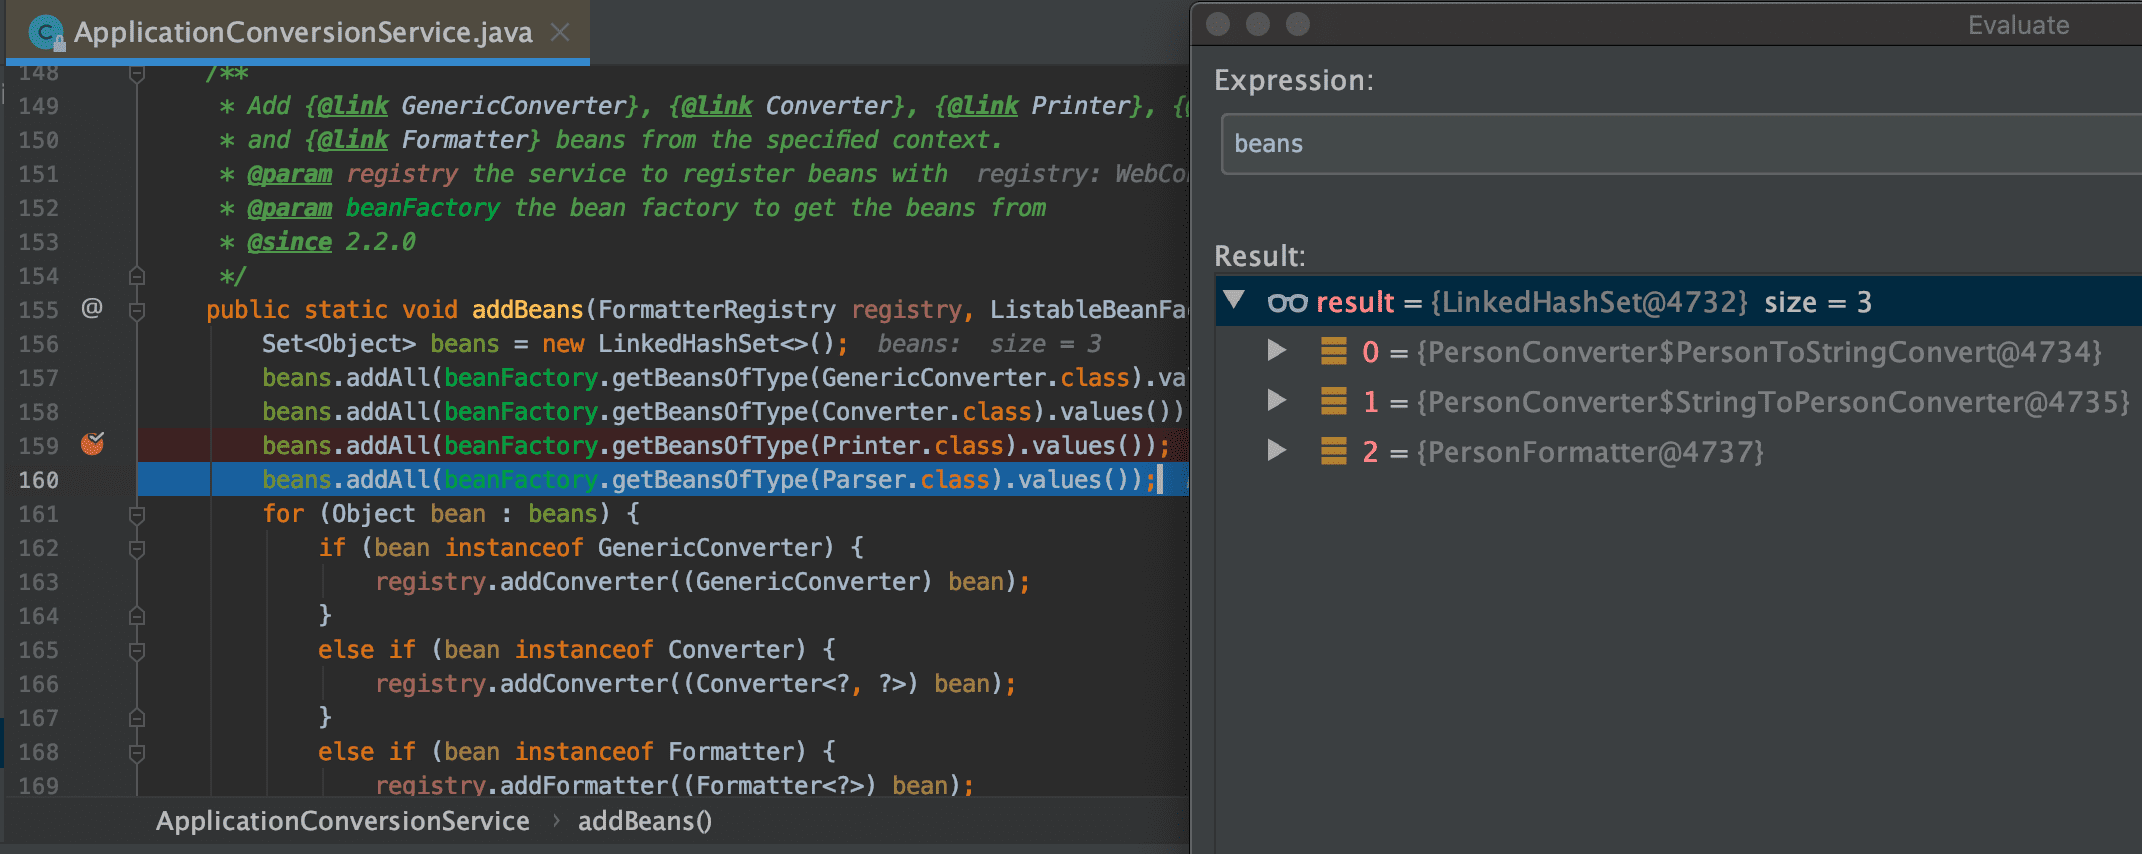 ApplicationConversionService.java
148 /**
149 * Add {@link GenericConverter}, {@link Converter}, {@link Printer}, {
150 * and {@link Formatter} beans from the specified context.
151 * @param registry the service to register beans with registry: WebCo
152 * @param beanFactory the bean factory to get the beans from
153 * @since 2.2.0
154 */
155 @ public static void addBeans(FormatterRegistry registry, ListableBeanFa
156 Set<Object> beans = new LinkedHashSet<>(); beans: size = 3
157 beans.addAll(beanFactory.getBeansOfType(GenericConverter.class).va
158 beans.addAll(beanFactory.getBeansOfType(Converter.class).values())
159 beans.addAll(beanFactory.getBeansOfType(Printer.class).values());
160 beans.addAll(beanFactory.getBeansOfType(Parser.class).values());
161 for (Object bean : beans) {
162 if (bean instanceof GenericConverter) {
163 registry.addConverter((GenericConverter) bean);
164 }
165 else if (bean instanceof Converter) {
166 registry.addConverter((Converter<?, ?>) bean);
167 }
168 else if (bean instanceof Formatter) {
169 registry.addFormatter((Formatter<?>) bean);
ApplicationConversionService › addBeans()
Evaluate
Expression:
beans
Result:
result = {LinkedHashSet@4732} size = 3
0 = {PersonConverter$PersonToStringConvert@4734}
1 = {PersonConverter$StringToPersonConverter@4735}
2 = {PersonFormatter@4737}